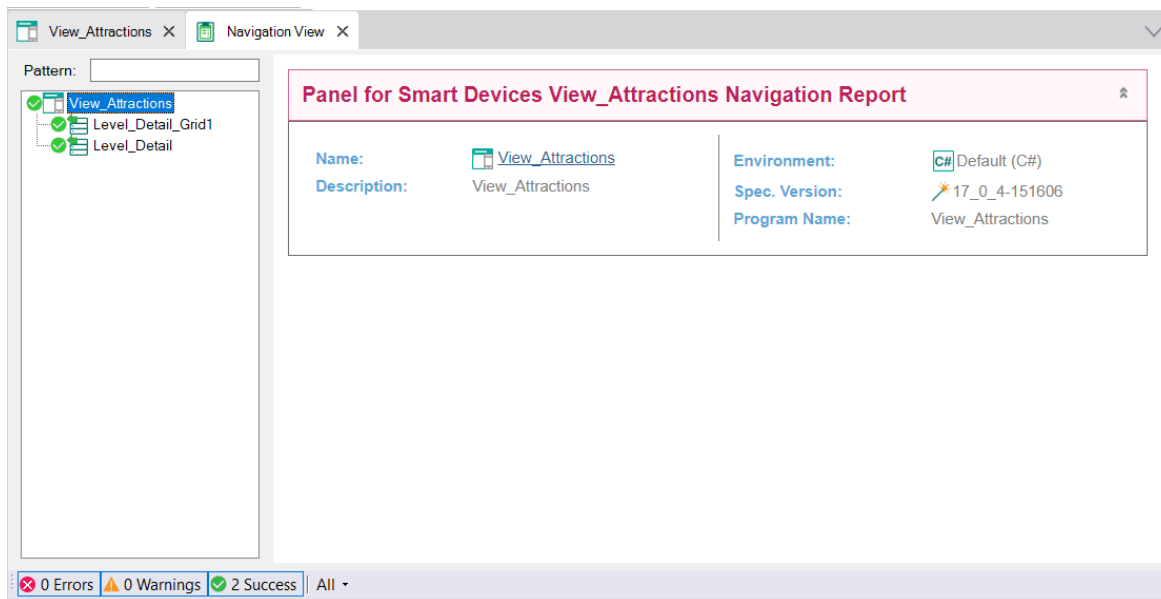 View_Attractions
Navigation View
Pattern:
View_Attractions
Level_Detail_Grid1
Level_Detail
Panel for Smart Devices View_Attractions Navigation Report
Name: View_Attractions
Description: View_Attractions
Environment: C# Default (C#)
Spec. Version: 17_0_4-151606
Program Name: View_Attractions
0 Errors 0 Warnings 2 Success All